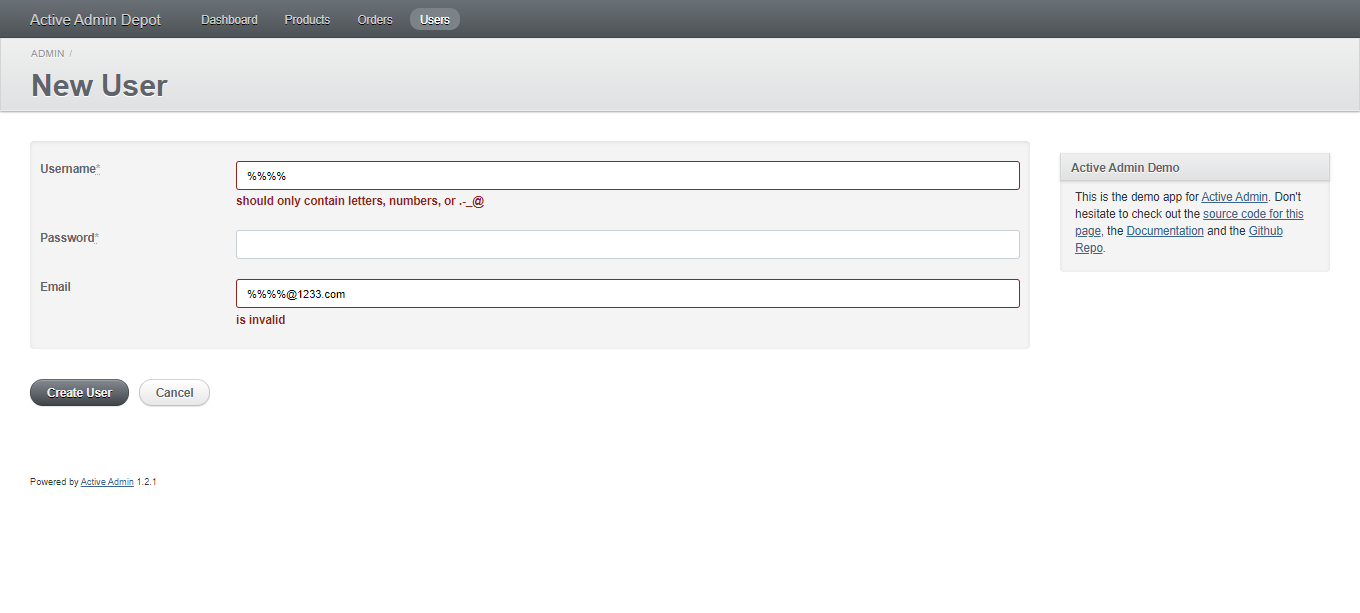 Active Admin Depot Dashboard Products Orders Users
ADMIN /
New User
Username*
%%%%
should only contain letters, numbers, or .-_@
Password*
Email
%%%%@1233.com
is invalid
Create User Cancel
Active Admin Demo
This is the demo app for Active Admin. Don't
hesitate to check out the source code for this
page, the Documentation and the Github
Repo.
Powered by Active Admin 1.2.1